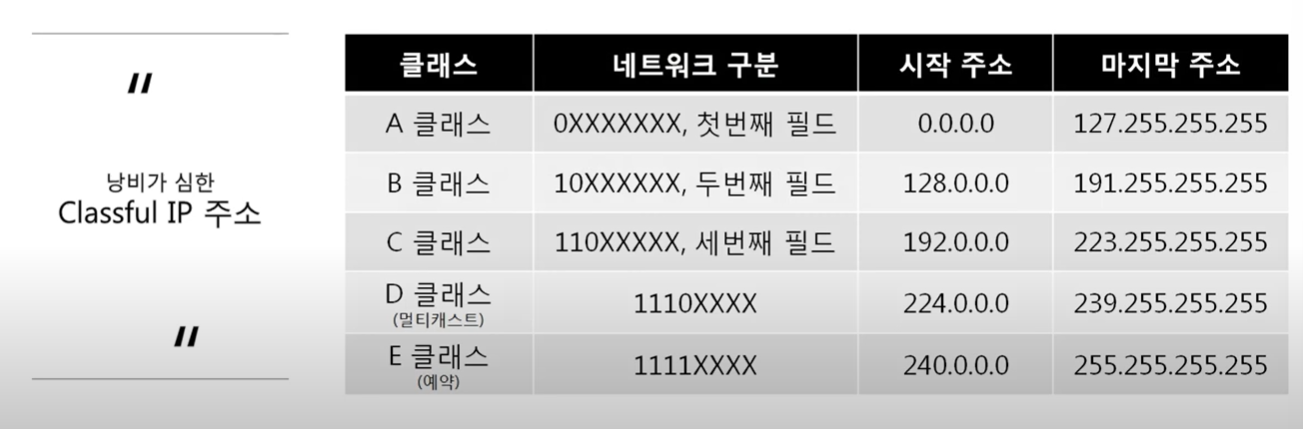 "
낭비가 심한
Classful IP 주소
"
클래스 네트워크 구분 시작 주소 마지막 주소
A 클래스 0XXXXXXX, 첫번째 필드 0.0.0.0 127.255.255.255
B 클래스 10XXXXXX, 두번째 필드 128.0.0.0 191.255.255.255
C 클래스 110XXXXX, 세번째 필드 192.0.0.0 223.255.255.255
D 클래스 1110XXXX 224.0.0.0 239.255.255.255
(멀티캐스트)
E 클래스 1111XXXX 240.0.0.0 255.255.255.255
(예약)